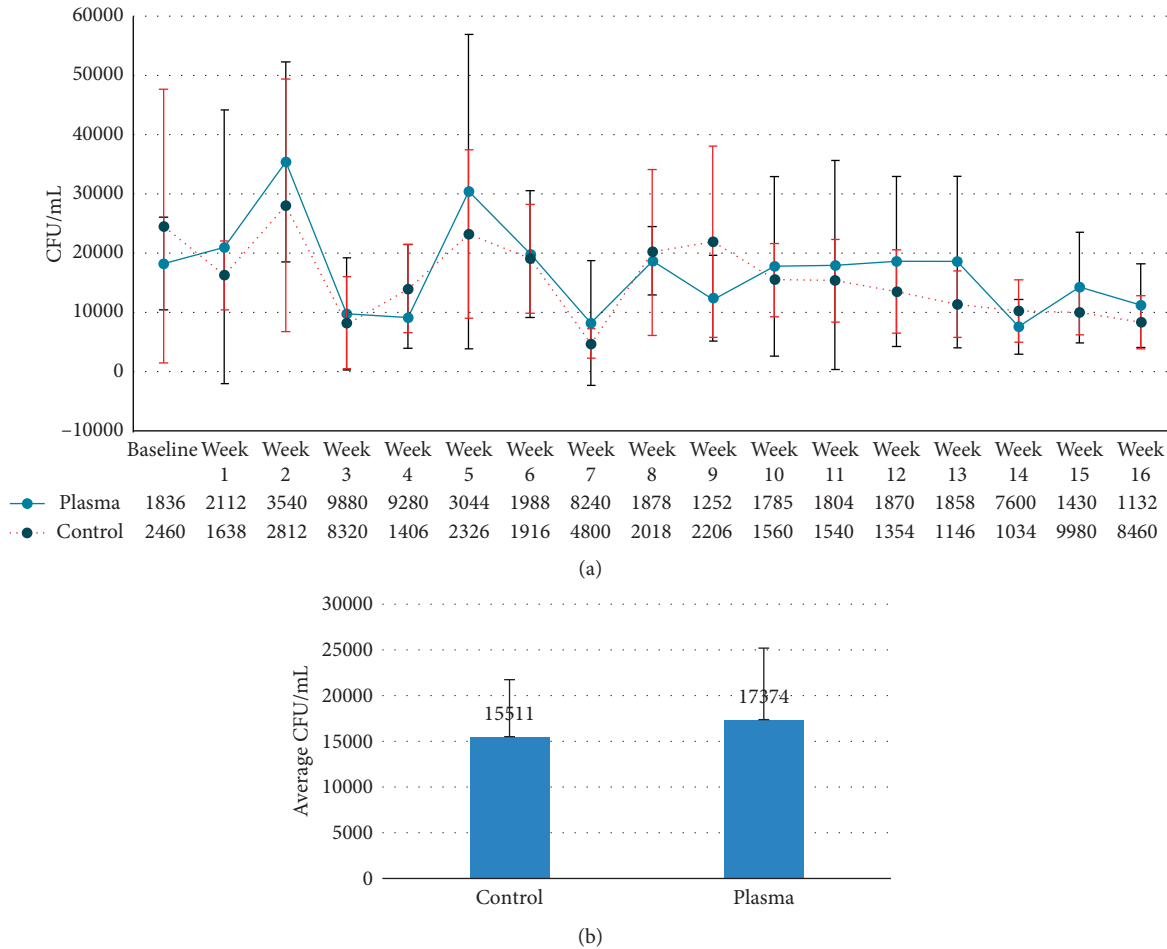 60000
50000
40000
30000
20000
10000
0
–10000
CFU/mL
Baseline Week 1 Week 2 Week 3 Week 4 Week 5 Week 6 Week 7 Week 8 Week 9 Week 10 Week 11 Week 12 Week 13 Week 14 Week 15 Week 16
Plasma 1836 2112 3540 9880 9280 3044 1988 8240 1878 1252 1785 1804 1870 1858 7600 1430 1132
Control 2460 1638 2812 8320 1406 2326 1916 4800 2018 2206 1560 1540 1354 1146 1034 9980 8460
(a)
30000
25000
20000
15000
10000
5000
0
Average CFU/mL
15511
17374
Control Plasma
(b)